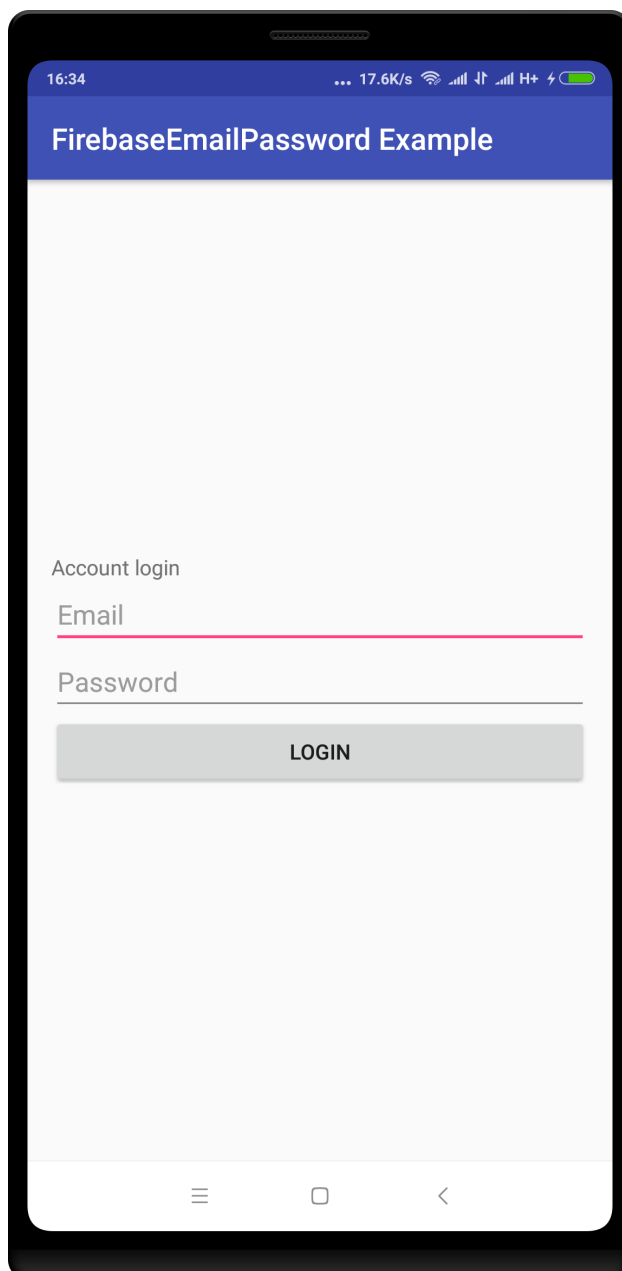 16:34 ... 17.6K/s H+
FirebaseEmailPassword Example
Account login
Email
Password
LOGIN